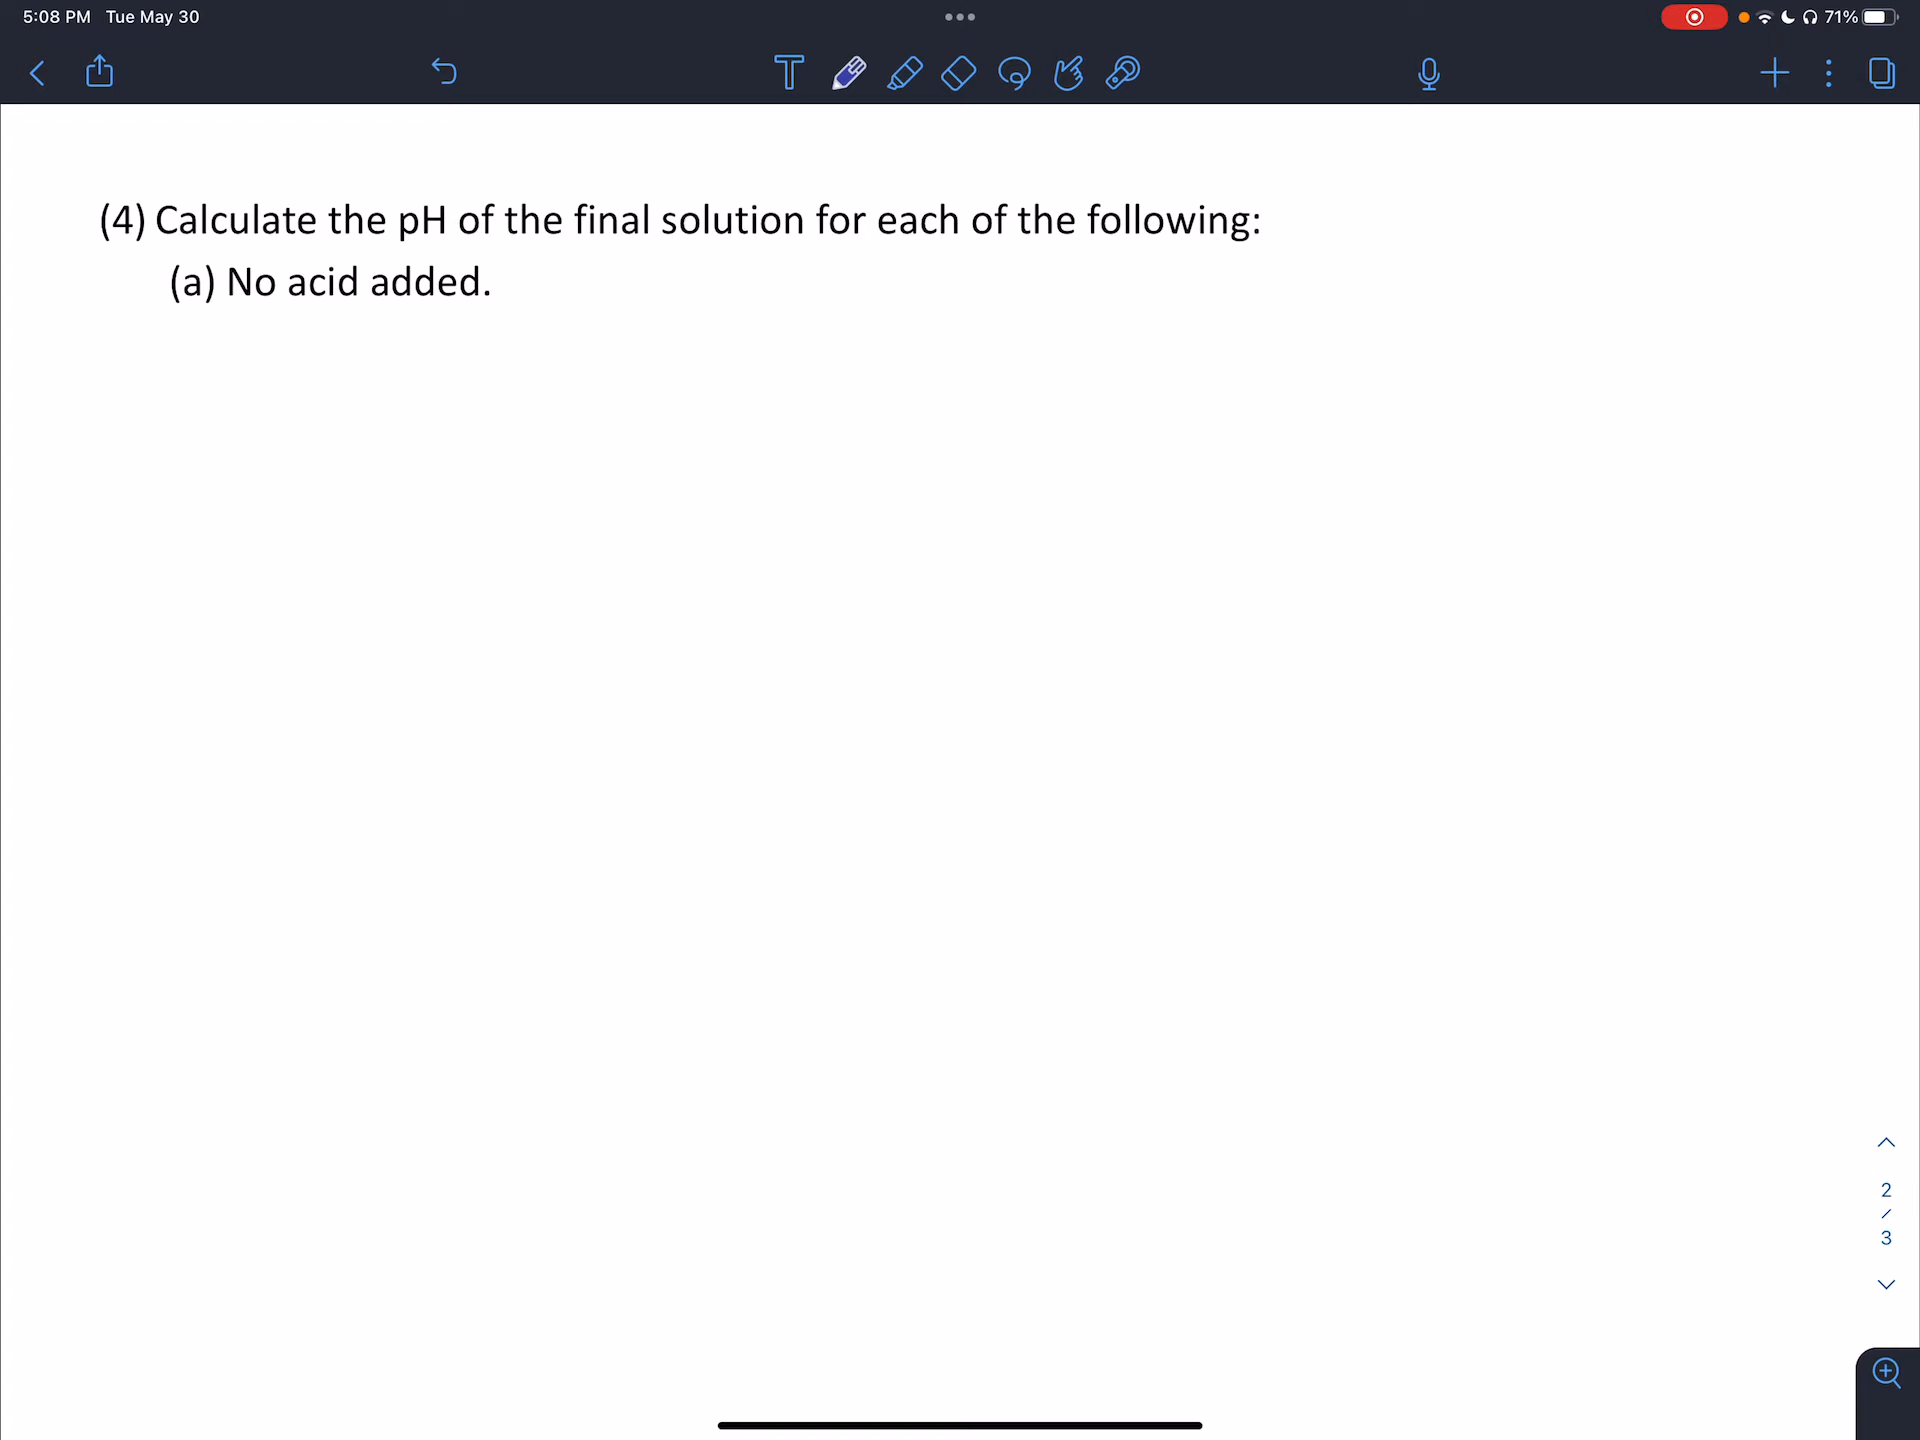 5:08 PM Tue May 30
71%
(4) Calculate the pH of the final solution for each of the following:
(a) No acid added.
2
/
3